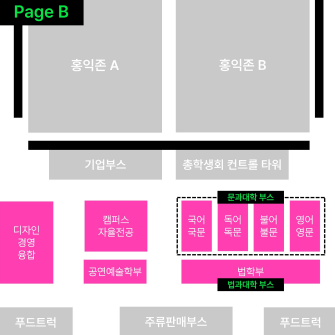 Page B
홍익존 A
홍익존 B
기업부스
총학생회 컨트롤 타워
문과대학 부스
디자인
경영
융합
캠퍼스
자율전공
국어
국문
독어
독문
불어
불문
영어
영문
공연예술학부
법학부
법과대학 부스
푸드트럭
주류판매부스
푸드트럭